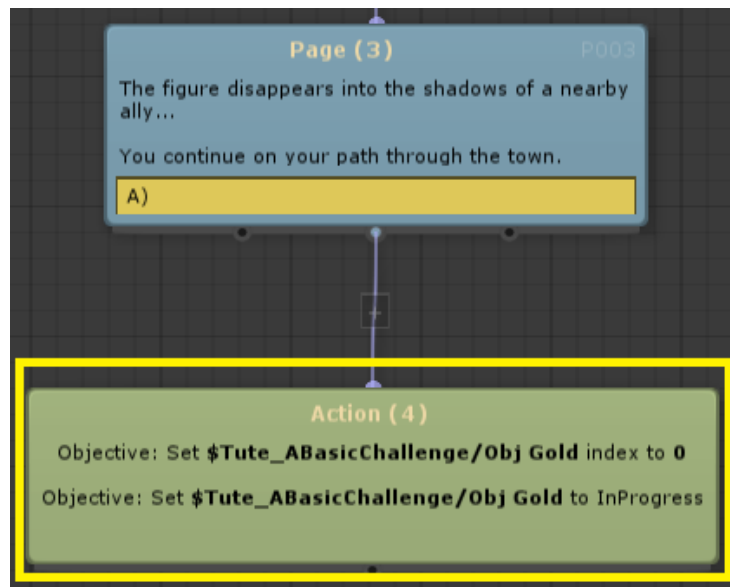 Page (3)
P003
The figure disappears into the shadows of a nearby
ally...
You continue on your path through the town.
A)
Action (4)
Objective: Set $Tute_ABasicChallenge/Obj Gold index to 0
Objective: Set $Tute_ABasicChallenge/Obj Gold to InProgress